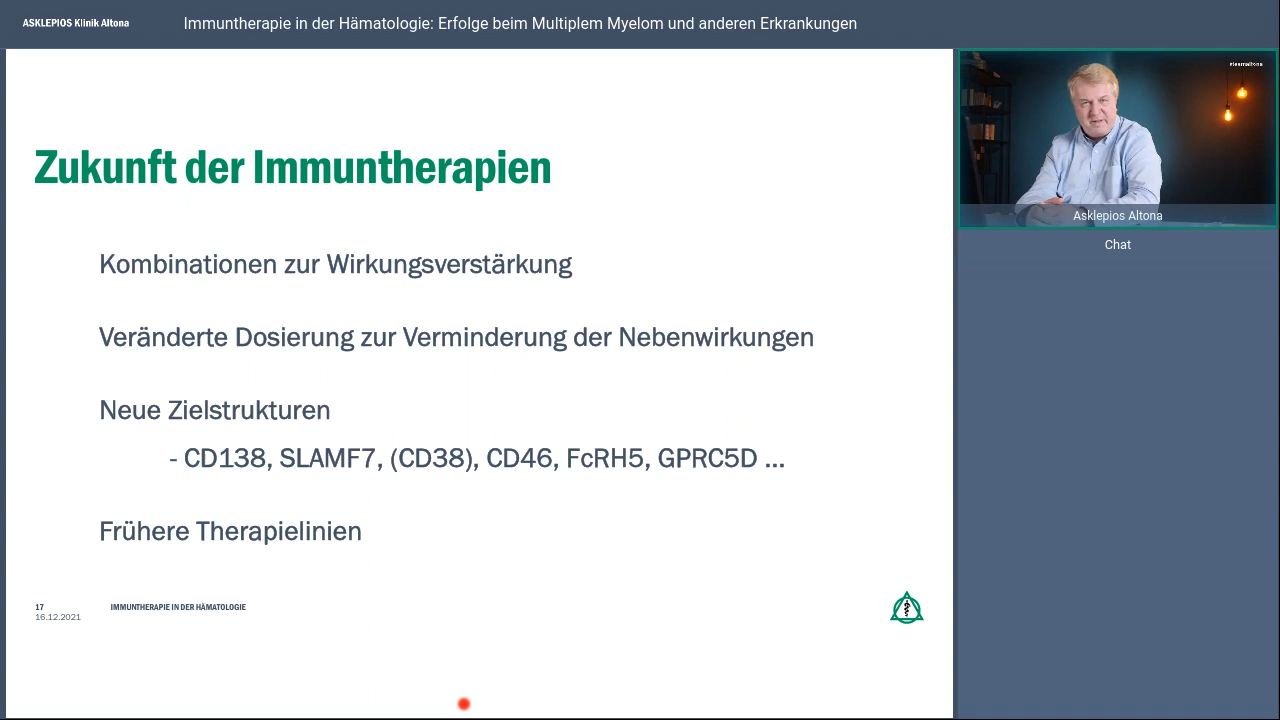 ASKLEPIOS Klinik Altona
Immuntherapie in der Hämatologie: Erfolge beim Multiplem Myelom und anderen Erkrankungen
#teamaltona
Zukunft der Immuntherapien
Asklepios Altona
Chat
Kombinationen zur Wirkungsverstärkung
Veränderte Dosierung zur Verminderung der Nebenwirkungen
Neue Zielstrukturen
- CD138, SLAMF7, (CD38), CD46, FcRH5, GPRC5D ...
Frühere Therapielinien
17
IMMUNTHERAPIE IN DER HÄMATOLOGIE
16.12.2021